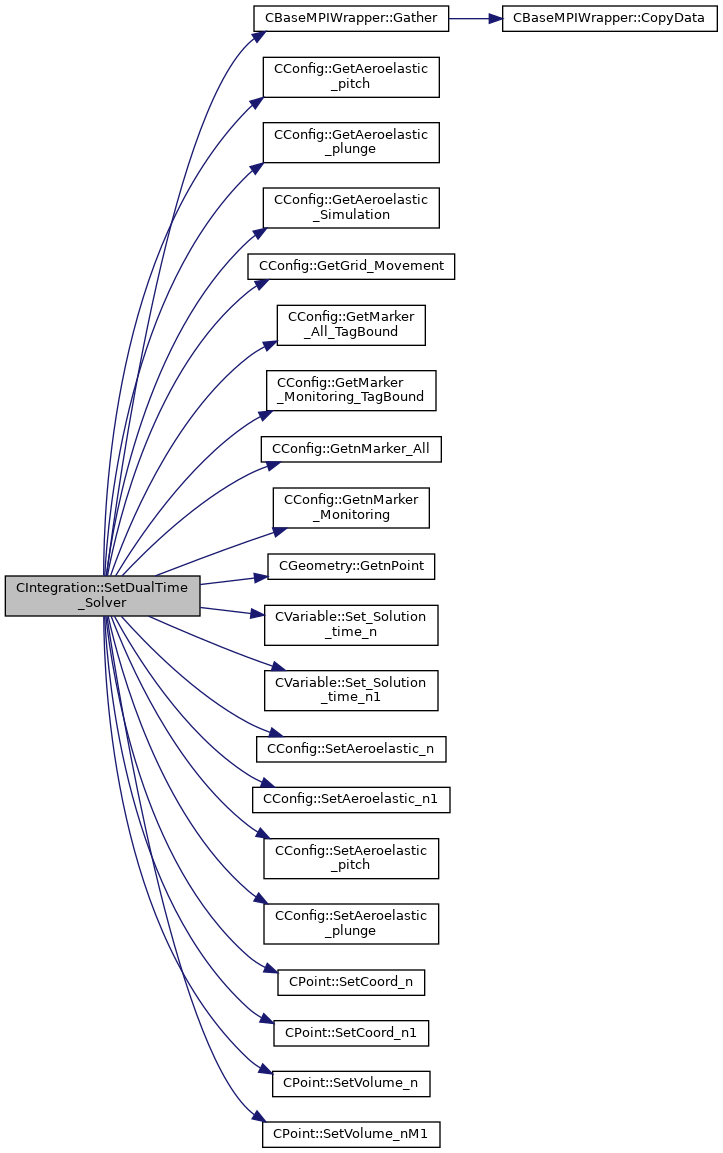 CBaseMPIWrapper::Gather
CBaseMPIWrapper::CopyData
CConfig::GetAeroelastic
_pitch
CConfig::GetAeroelastic
_plunge
CConfig::GetAeroelastic
_Simulation
CConfig::GetGrid_Movement
CConfig::GetMarker
_All_TagBound
CConfig::GetMarker
_Monitoring_TagBound
CConfig::GetnMarker_All
CConfig::GetnMarker
_Monitoring
CGeometry::GetnPoint
CIntegration::SetDualTime
_Solver
CVariable::Set_Solution
_time_n
CVariable::Set_Solution
_time_n1
CConfig::SetAeroelastic_n
CConfig::SetAeroelastic_n1
CConfig::SetAeroelastic
_pitch
CConfig::SetAeroelastic
_plunge
CPoint::SetCoord_n
CPoint::SetCoord_n1
CPoint::SetVolume_n
CPoint::SetVolume_nM1